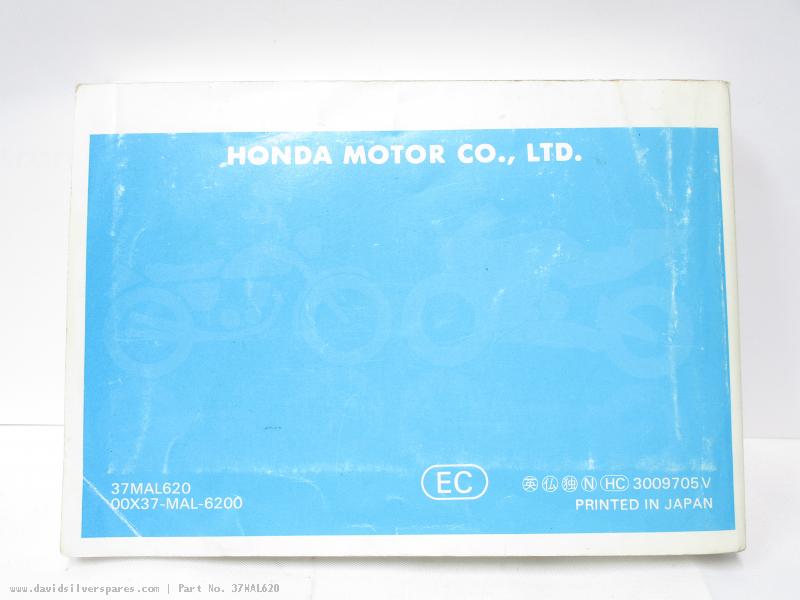 HONDA MOTOR CO., LTD.
37MAL620
00X37-MAL-6200
EC
英 仏 独 N HC 3009705.V
PRINTED IN JAPAN
www.davidsilverspares.com | Part No. 37MAL620